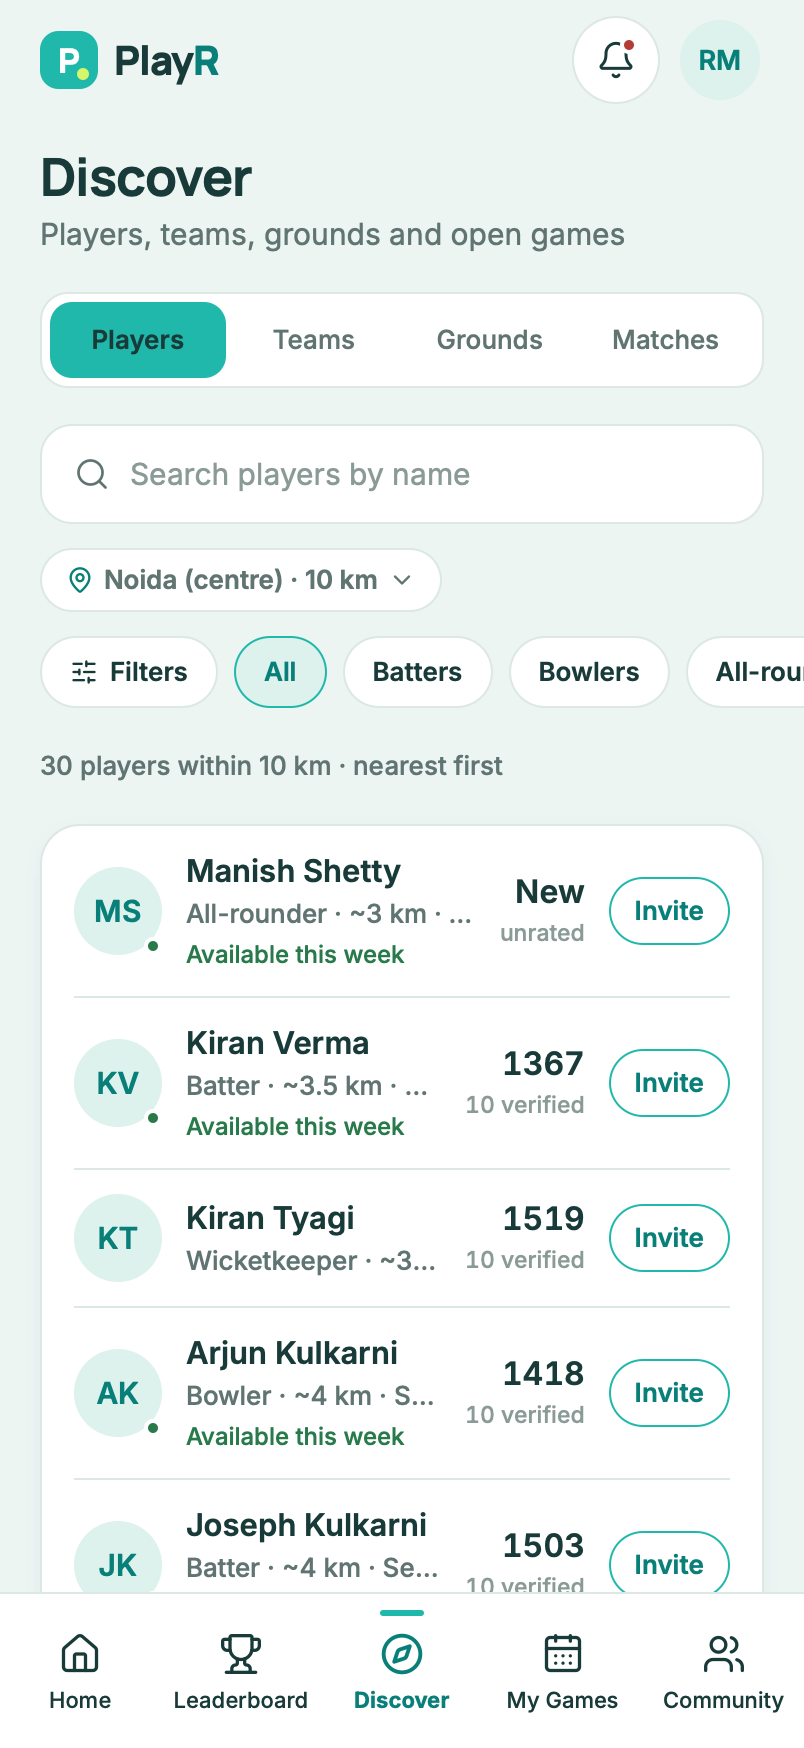 P.
PlayR
RM
Discover
Players, teams, grounds and open games
Players Teams Grounds Matches
Search players by name
Noida (centre) · 10 km
Filters All Batters Bowlers All-rou
30 players within 10 km · nearest first
MS
Manish Shetty
All-rounder · ~3 km · ...
Available this week
New
unrated
Invite
KV
Kiran Verma
Batter · ~3.5 km · ...
Available this week
1367
10 verified
Invite
KT
Kiran Tyagi
Wicketkeeper · ~3...
1519
10 verified
Invite
AK
Arjun Kulkarni
Bowler · ~4 km · S...
Available this week
1418
10 verified
Invite
JK
Joseph Kulkarni
Batter · ~4 km · Se...
1503
10 verified
Invite
Home Leaderboard Discover My Games Community